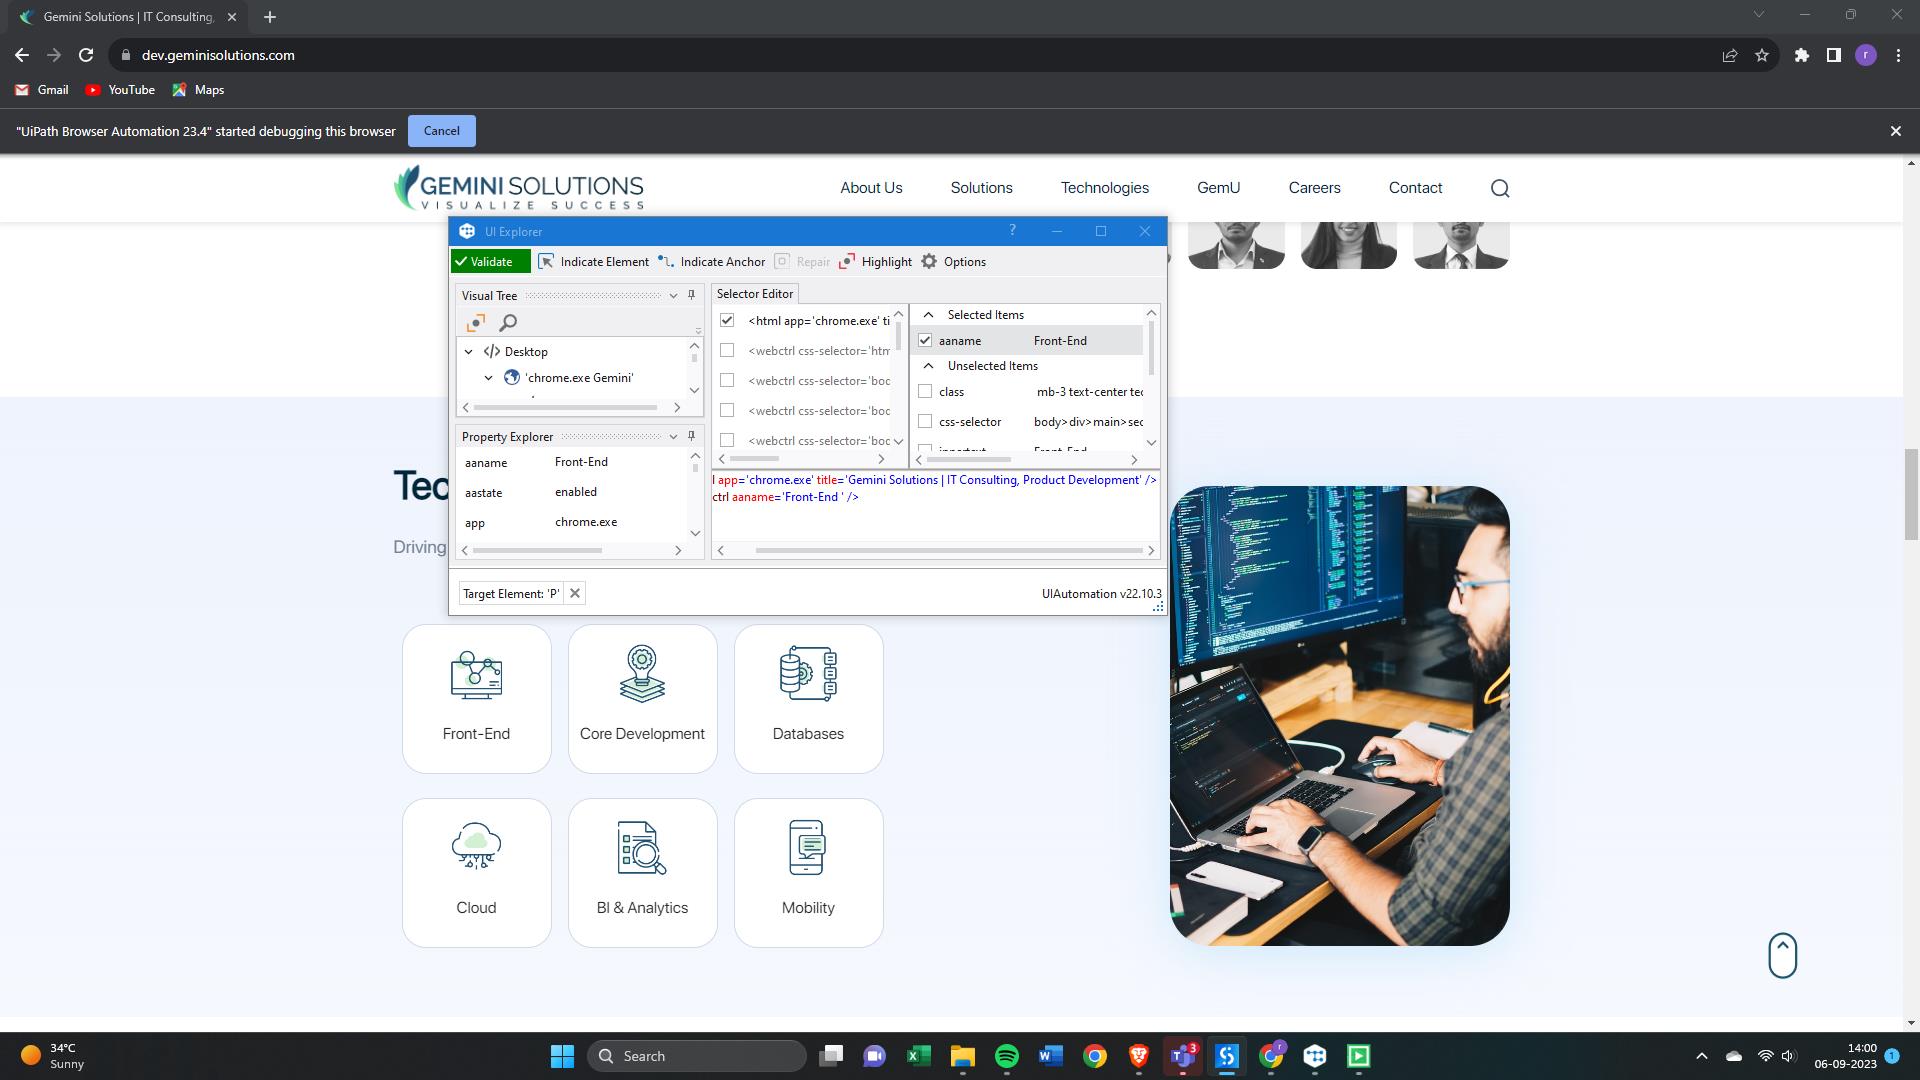 Gemini Solutions | IT Consulting,
dev.geminisolutions.com
r
Gmail YouTube Maps
"UiPath Browser Automation 23.4" started debugging this browser Cancel
GEMINI SOLUTIONS
VISUALIZE SUCCESS
About Us Solutions Technologies GemU Careers Contact
UI Explorer
?
Validate Indicate Element Indicate Anchor Repair Highlight Options
Visual Tree
Desktop
'chrome.exe Gemini'
Property Explorer
aaname Front-End
aastate enabled
app chrome.exe
Selector Editor
<html app='chrome.exe' ti
<webctrl css-selector='htm
<webctrl css-selector='boc
<webctrl css-selector='boc
<webctrl css-selector='boc
Selected Items
aaname Front-End
Unselected Items
class mb-3 text-center tec
css-selector body>div>main>sec
innertext Front-End
l app='chrome.exe' title='Gemini Solutions | IT Consulting, Product Development' />
ctrl aaname='Front-End ' />
Target Element: 'P'
UIAutomation v22.10.3
Tec
Driving
Front-End
Core Development
Databases
Cloud
BI & Analytics
Mobility
34°C
Sunny
Search
3
r
14:00
06-09-2023
1